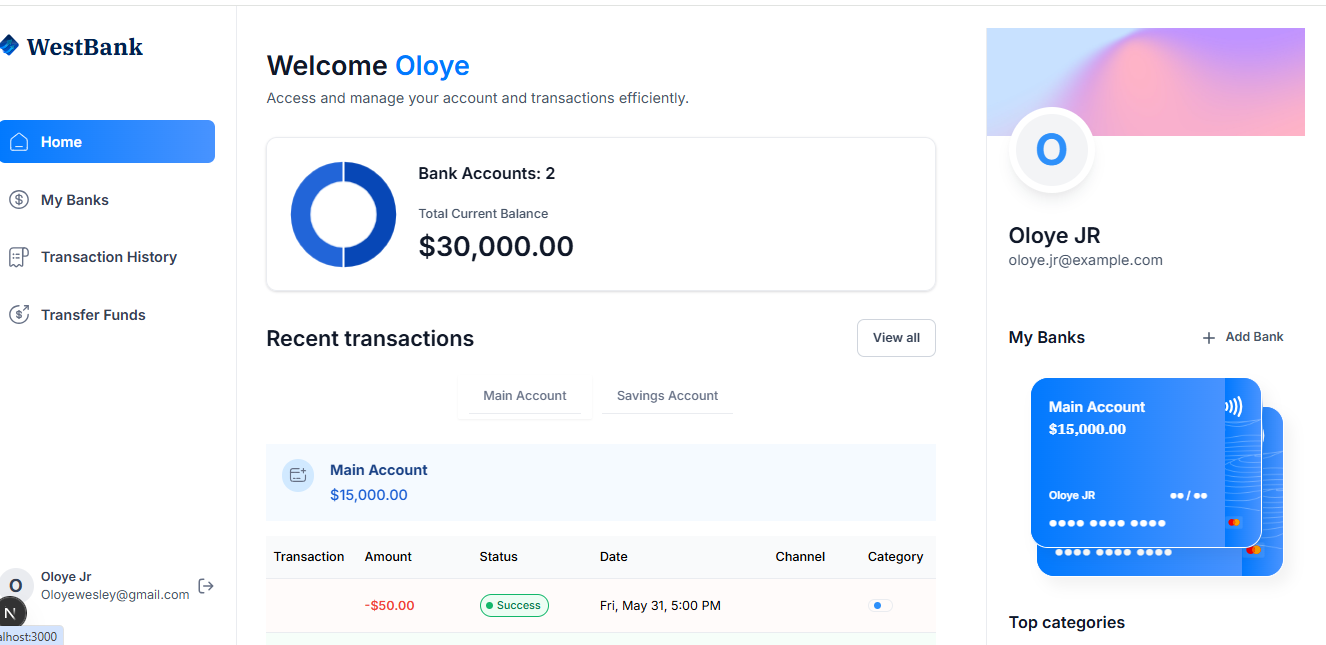 WestBank
Home
My Banks
Transaction History
Transfer Funds
O
Oloye Jr
Oloyewesley@gmail.com
N
alhost:3000
Welcome Oloye
Access and manage your account and transactions efficiently.
Bank Accounts: 2
Total Current Balance
$30,000.00
Recent transactions
View all
Main Account
Savings Account
Main Account
$15,000.00
Transaction Amount Status Date Channel Category
-$50.00 Success Fri, May 31, 5:00 PM
O
Oloye JR
oloye.jr@example.com
My Banks
+ Add Bank
Main Account
$15,000.00
Oloye JR ●● / ●●
●●●● ●●●● ●●●●
●●●● ●●●● ●●●●
Top categories